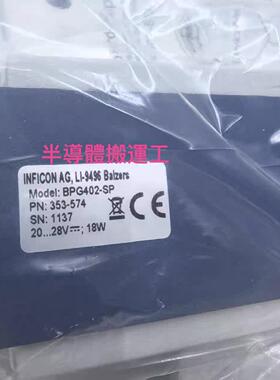 半導體搬運工
INFICON AG, LI-9496 Balzers
Model: BPG402-SP
PN: 353-574
SN: 1137
20...28V⎓; 18W
CE